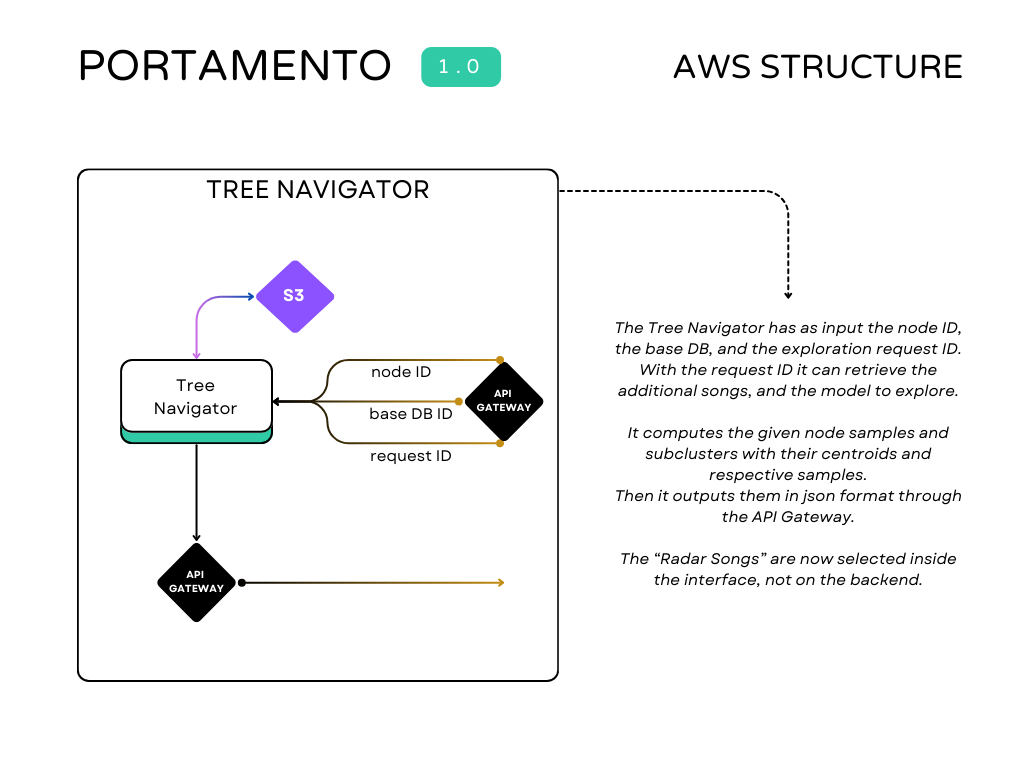 PORTAMENTO
1.0
AWS STRUCTURE
TREE NAVIGATOR
S3
Tree
Navigator
node ID
base DB ID
request ID
API
GATEWAY
API
GATEWAY
The Tree Navigator has as input the node ID,
the base DB, and the exploration request ID.
With the request ID it can retrieve the
additional songs, and the model to explore.
It computes the given node samples and
subclusters with their centroids and
respective samples.
Then it outputs them in json format through
the API Gateway.
The “Radar Songs” are now selected inside
the interface, not on the backend.